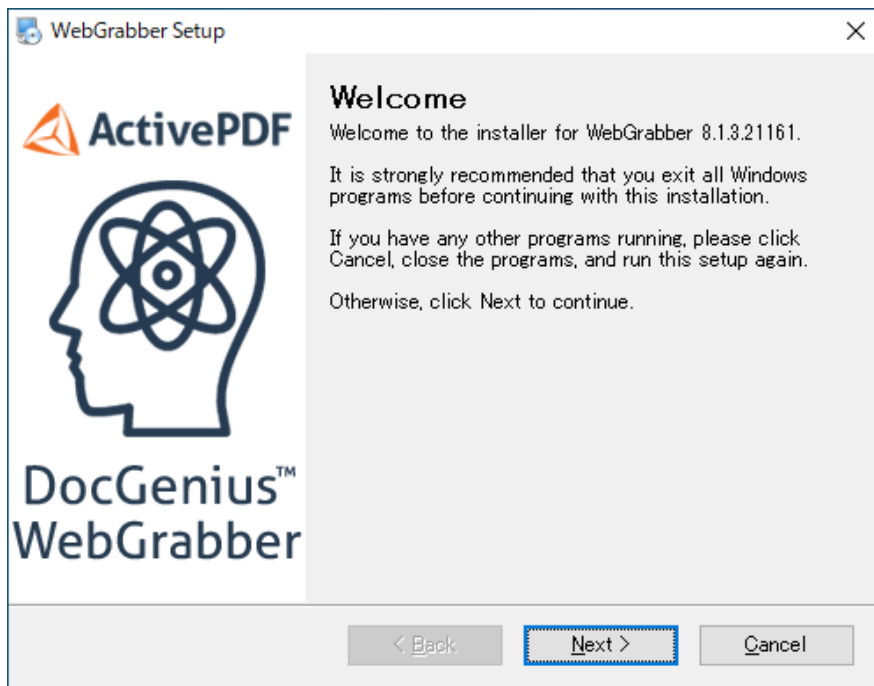 WebGrabber Setup
ActivePDF
DocGenius™
WebGrabber
Welcome
Welcome to the installer for WebGrabber 8.1.3.21161.
It is strongly recommended that you exit all Windows
programs before continuing with this installation.
If you have any other programs running, please click
Cancel, close the programs, and run this setup again.
Otherwise, click Next to continue.
< Back
Next >
Cancel